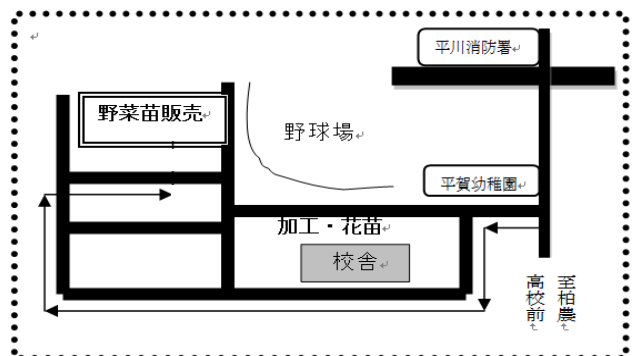 平川消防署
野菜苗販売
野球場
平賀幼稚園
加工・花苗
校舎
至柏農
高校前